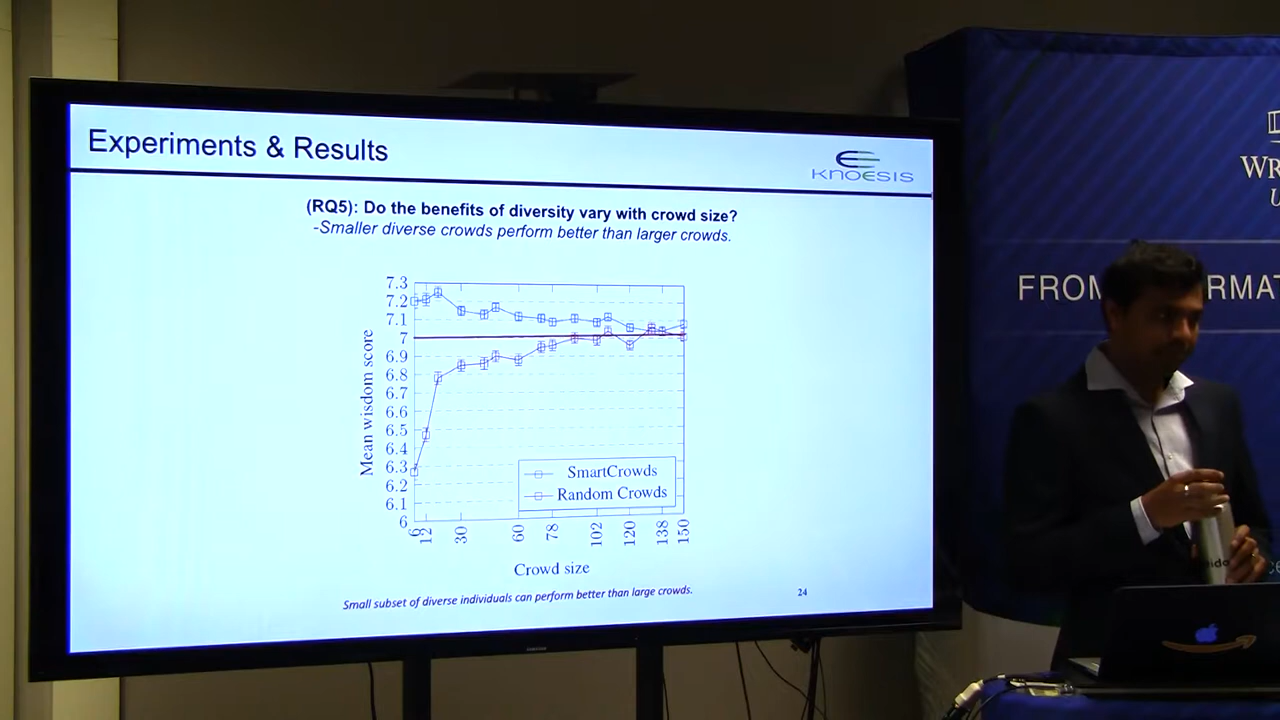 Experiments & Results
KNOESIS
(RQ5): Do the benefits of diversity vary with crowd size?
-Smaller diverse crowds perform better than larger crowds.
7.3
7.2
7.1
7
6.9
6.8
6.7
6.6
6.5
6.4
6.3
6.2
6.1
6
Mean wisdom score
SmartCrowds
Random Crowds
6 12 30 60 78 102 120 138 150
Crowd size
Small subset of diverse individuals can perform better than large crowds.
24
WR
U
FROM RMAT